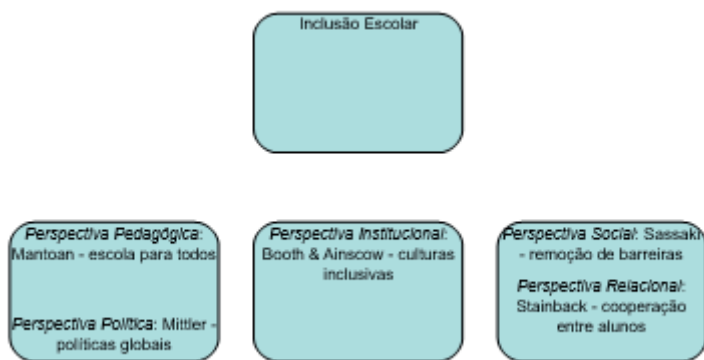 Inclusão Escolar
Perspectiva Pedagógica:
Mantoan - escola para todos
Perspectiva Política: Mittler -
políticas globais
Perspectiva Institucional:
Booth & Ainscow - culturas
inclusivas
Perspectiva Social: Sassaki
- remoção de barreiras
Perspectiva Relacional:
Stainback - cooperação
entre alunos